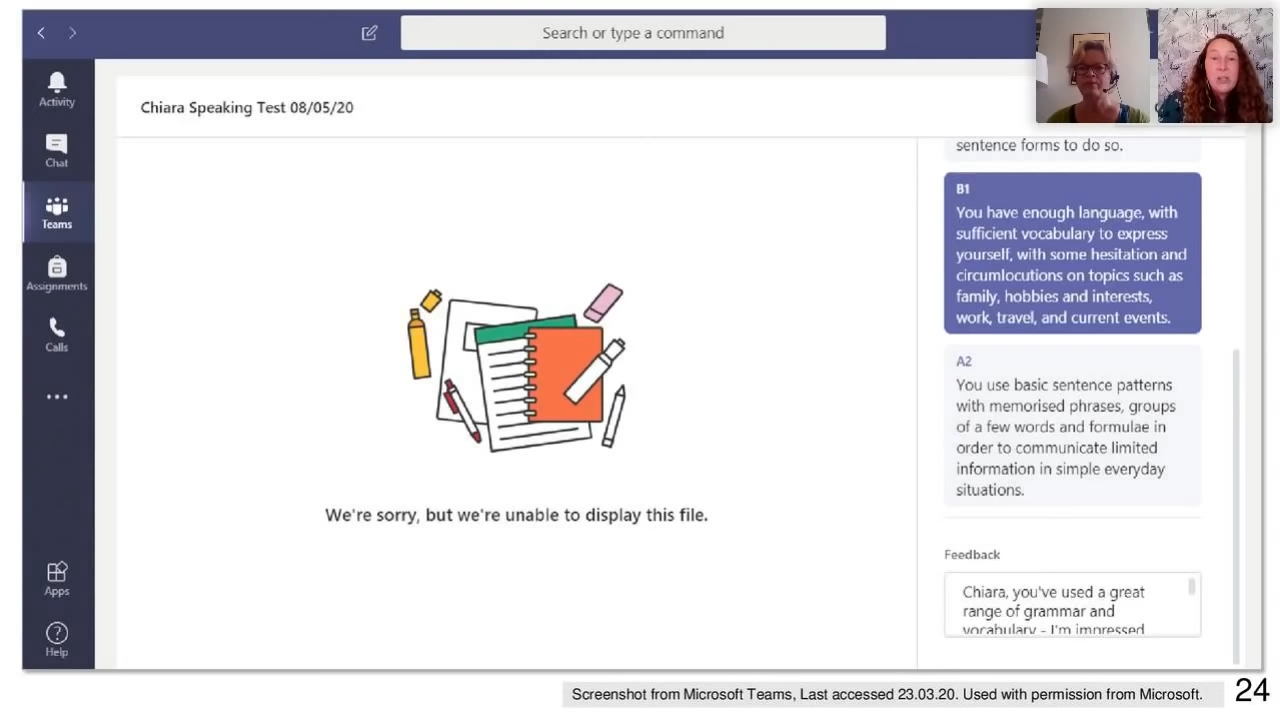 Search or type a command
Activity
Chat
Teams
Assignments
Calls
Apps
Help
Chiara Speaking Test 08/05/20
We're sorry, but we're unable to display this file.
sentence forms to do so.
B1
You have enough language, with
sufficient vocabulary to express
yourself, with some hesitation and
circumlocutions on topics such as
family, hobbies and interests,
work, travel, and current events.
A2
You use basic sentence patterns
with memorised phrases, groups
of a few words and formulae in
order to communicate limited
information in simple everyday
situations.
Feedback
Chiara, you've used a great
range of grammar and
vocabulary - I'm impressed
Screenshot from Microsoft Teams, Last accessed 23.03.20. Used with permission from Microsoft.
24